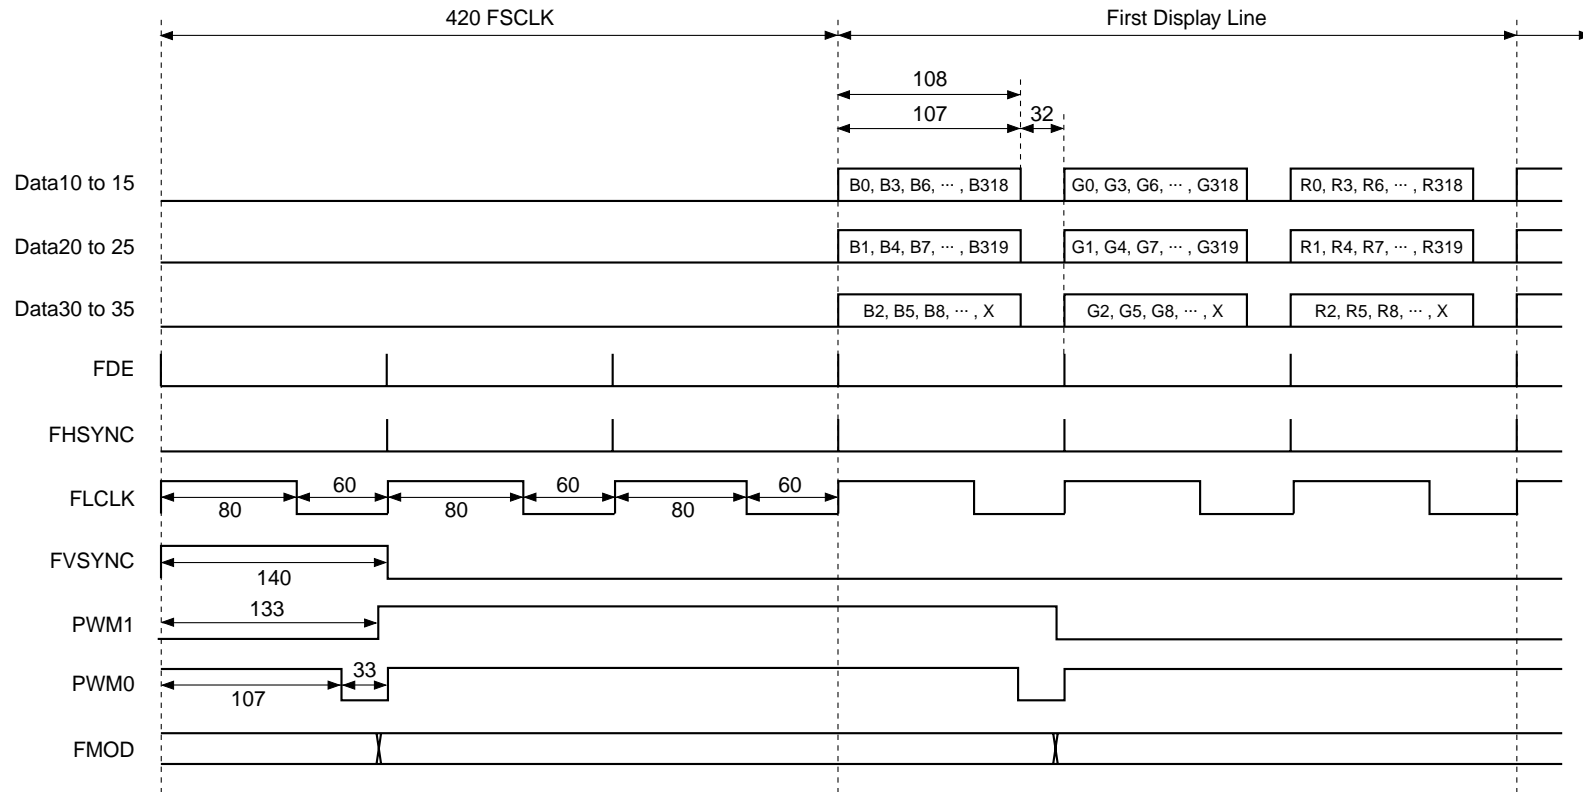 420 FSCLK
First Display Line
108
107
32
Data10 to 15
B0, B3, B6, ··· , B318
G0, G3, G6, ··· , G318
R0, R3, R6, ··· , R318
Data20 to 25
B1, B4, B7, ··· , B319
G1, G4, G7, ··· , G319
R1, R4, R7, ··· , R319
Data30 to 35
B2, B5, B8, ··· , X
G2, G5, G8, ··· , X
R2, R5, R8, ··· , X
FDE
FHSYNC
FLCLK
80
60
80
60
80
60
FVSYNC
140
PWM1
133
PWM0
107
33
FMOD